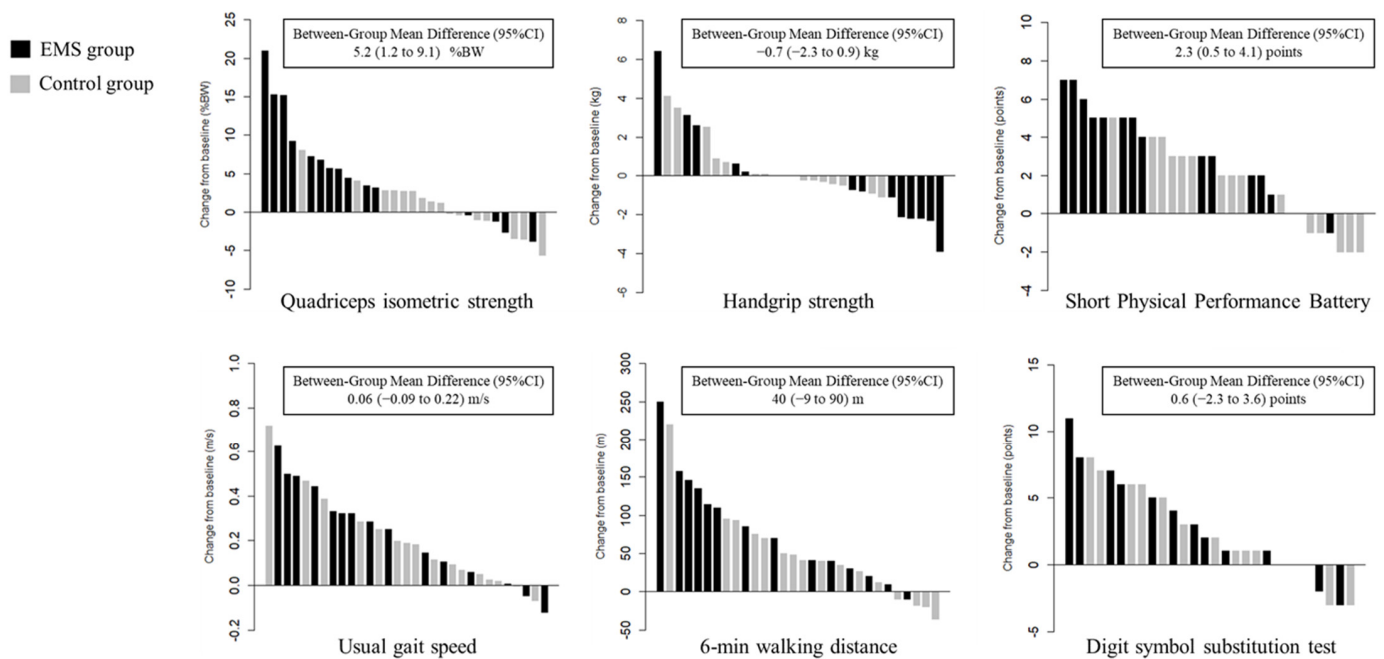 EMS group
Control group
Change from baseline (%BW)
25
20
15
10
5
0
-5
-10
Between-Group Mean Difference (95%CI)
5.2 (1.2 to 9.1) %BW
Quadriceps isometric strength
Change from baseline (kg)
8
6
4
2
0
-2
-4
-6
Between-Group Mean Difference (95%CI)
−0.7 (−2.3 to 0.9) kg
Handgrip strength
Change from baseline (points)
10
8
6
4
2
0
-2
-4
Between-Group Mean Difference (95%CI)
2.3 (0.5 to 4.1) points
Short Physical Performance Battery
Change from baseline (m/s)
1.0
0.8
0.6
0.4
0.2
0.0
-0.2
Between-Group Mean Difference (95%CI)
0.06 (−0.09 to 0.22) m/s
Usual gait speed
Change from baseline (m)
300
250
200
150
100
50
0
-50
Between-Group Mean Difference (95%CI)
40 (−9 to 90) m
6-min walking distance
Change from baseline (points)
15
10
5
0
-5
Between-Group Mean Difference (95%CI)
0.6 (−2.3 to 3.6) points
Digit symbol substitution test